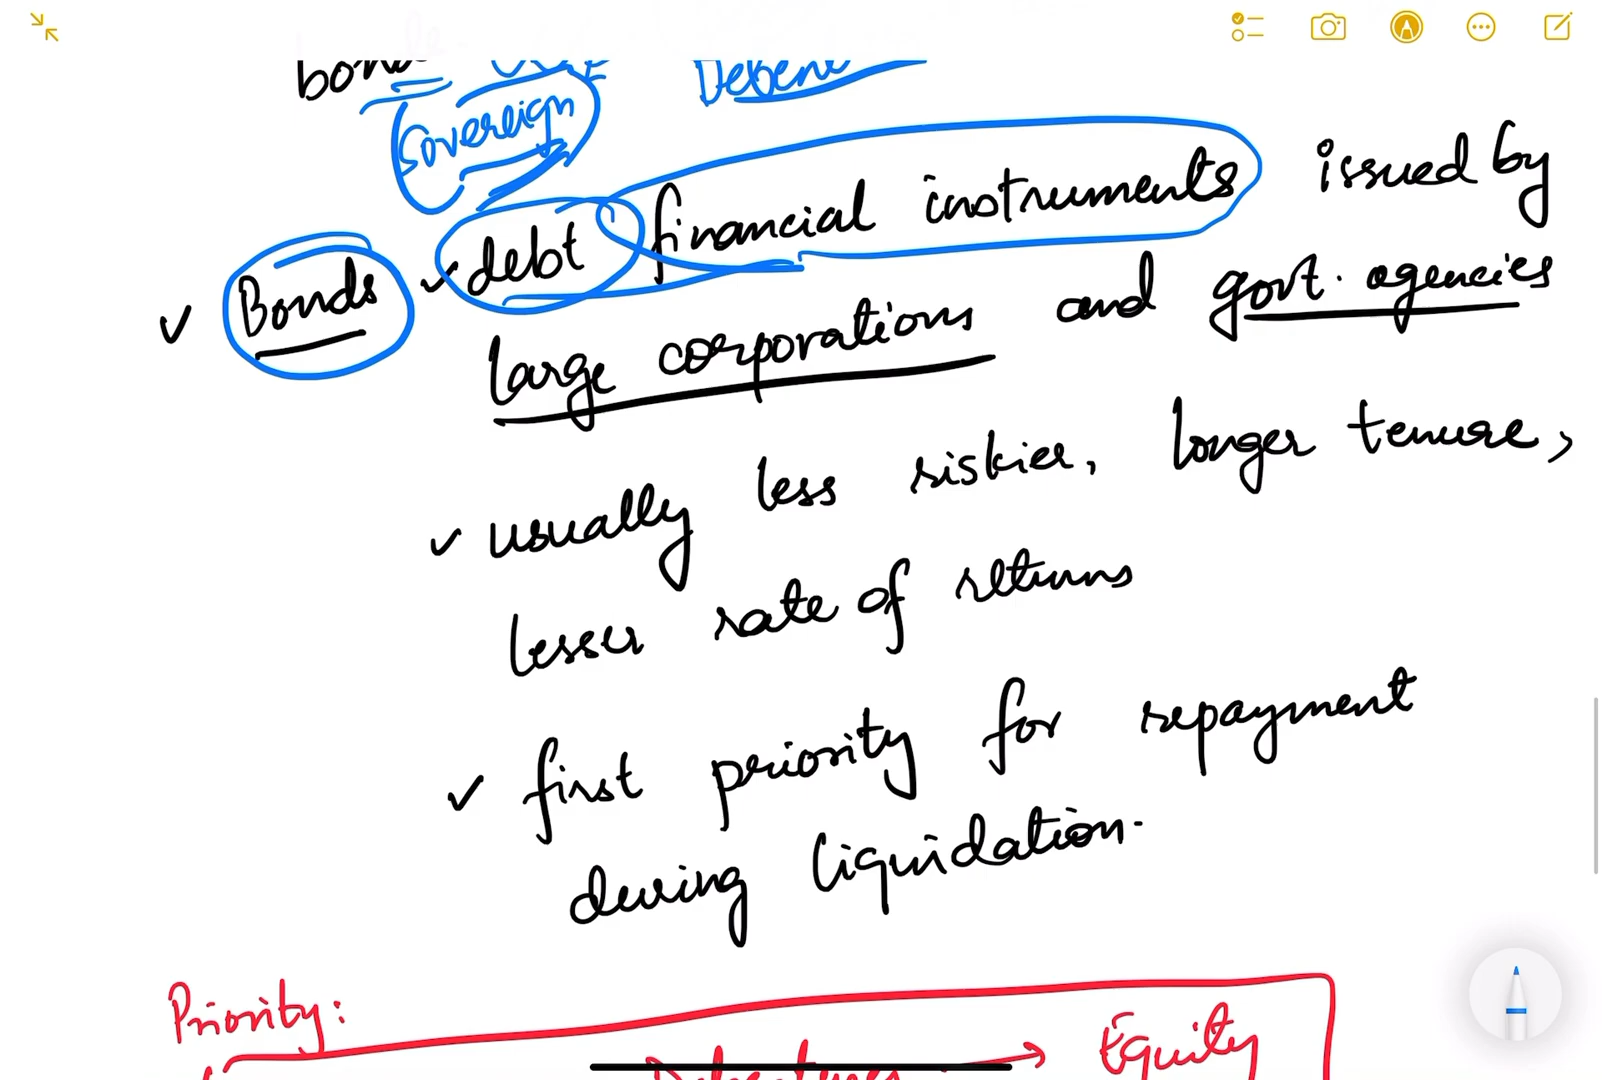 Sovereign
✓ Bonds ✓ debt financial instruments issued by
large corporations and govt. agencies
✓ usually less riskier, longer tenure,
lesser rate of returns
✓ first priority for repayment
during liquidation.
Priority:
Debentures → Equity